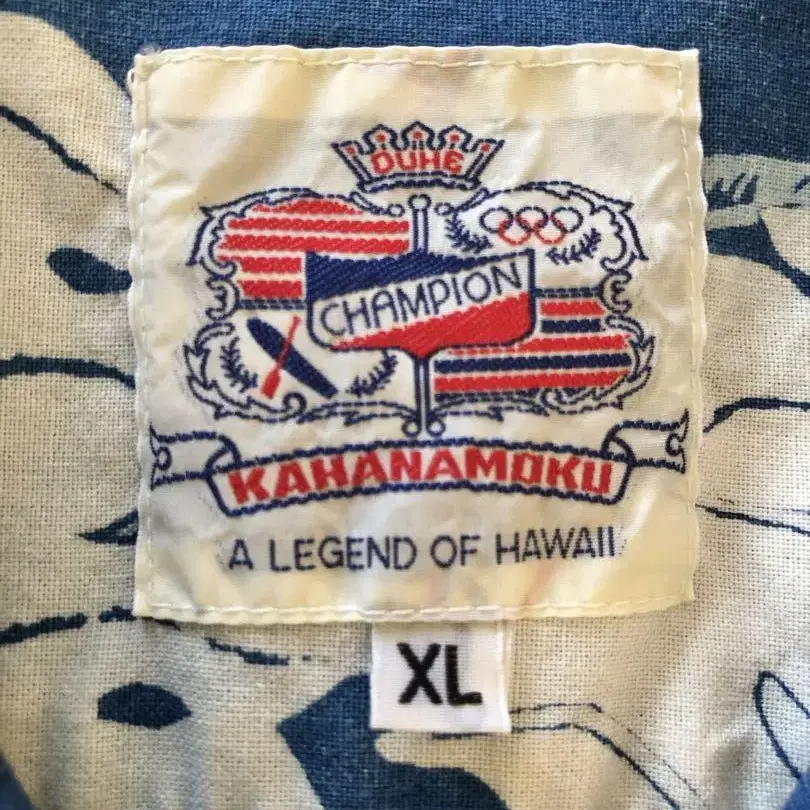 DUKE
CHAMPION
KAHANAMOKU
A LEGEND OF HAWAII
XL